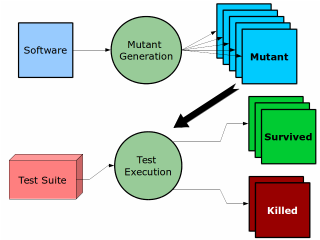 Software
Mutant
Generation
Mutant
Test Suite
Test
Execution
Survived
Killed